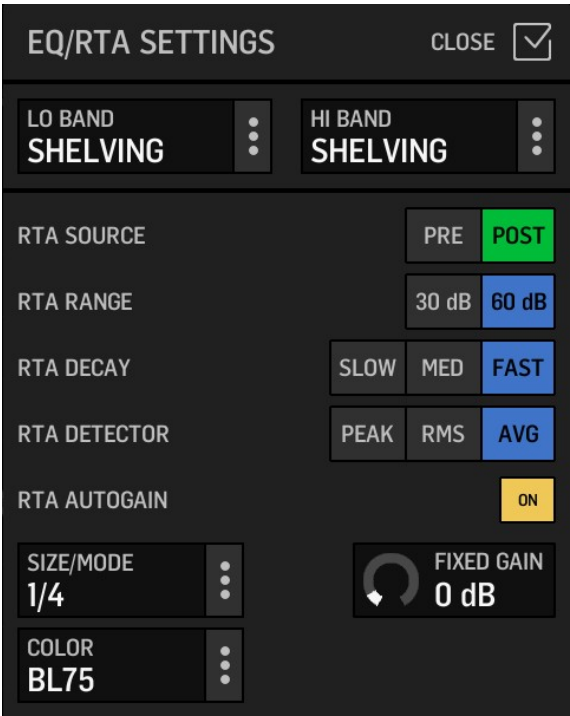 EQ/RTA SETTINGS CLOSE
LO BAND HI BAND
SHELVING SHELVING
RTA SOURCE PRE POST
RTA RANGE 30 dB 60 dB
RTA DECAY SLOW MED FAST
RTA DETECTOR PEAK RMS AVG
RTA AUTOGAIN ON
SIZE/MODE FIXED GAIN
1/4 0 dB
COLOR
BL75